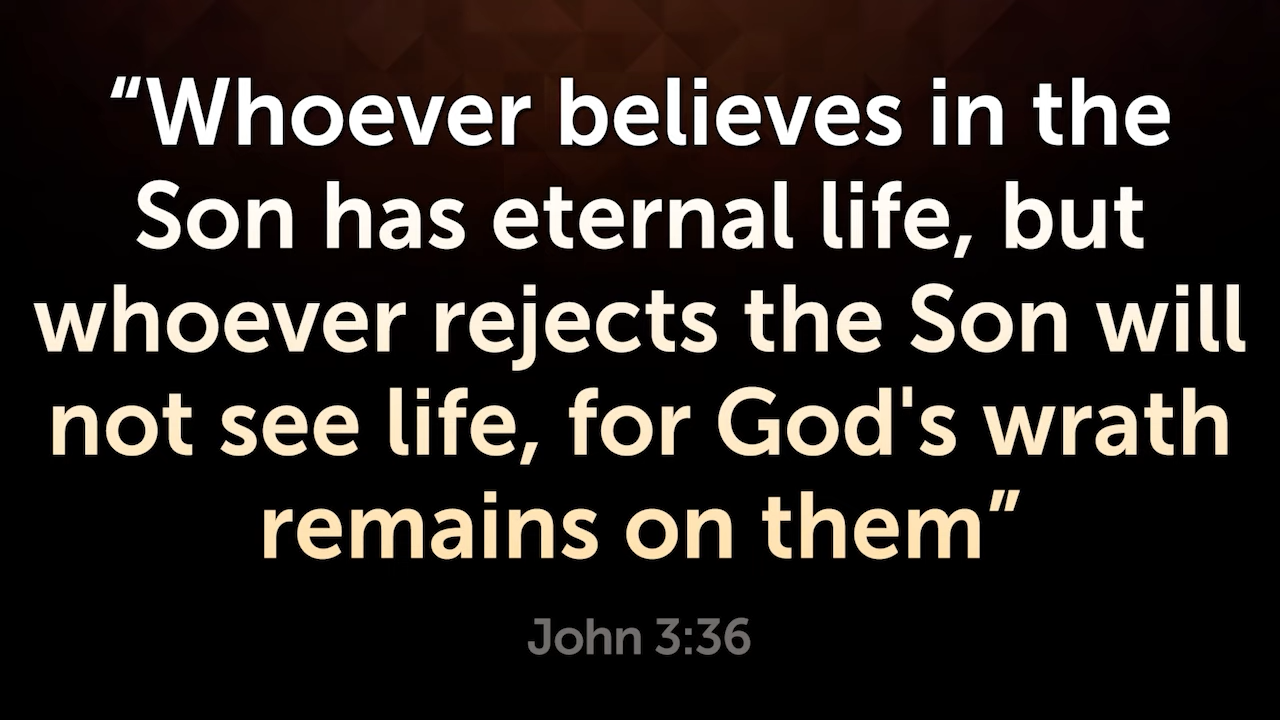 “Whoever believes in the
Son has eternal life, but
whoever rejects the Son will
not see life, for God's wrath
remains on them”
John 3:36